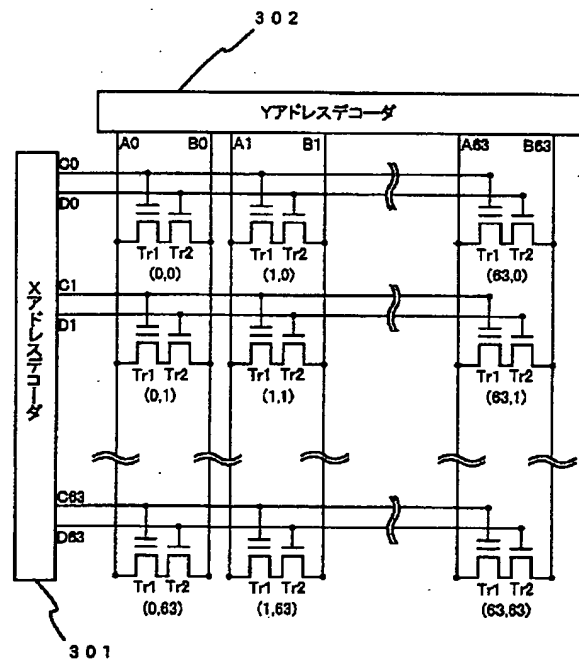 302
Yアドレスデコーダ
A0 B0 A1 B1 A63 B63
Xアドレスデコーダ
C0
D0
Tr1 Tr2 Tr1 Tr2 Tr1 Tr2
(0,0) (1,0) (63,0)
C1
D1
Tr1 Tr2 Tr1 Tr2 Tr1 Tr2
(0,1) (1,1) (63,1)
C63
D63
Tr1 Tr2 Tr1 Tr2 Tr1 Tr2
(0,63) (1,63) (63,63)
301